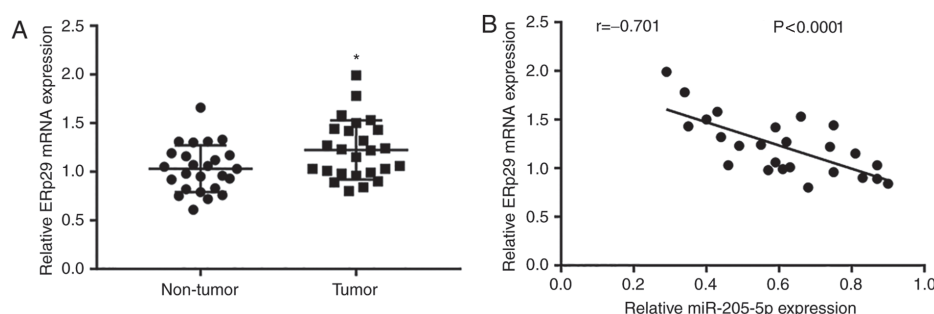 A
Relative ERp29 mRNA expression
2.5
2.0
1.5
1.0
0.5
0.0
*
Non-tumor
Tumor
B
Relative ERp29 mRNA expression
2.5
2.0
1.5
1.0
0.5
0.0
r=−0.701
P<0.0001
0.0
0.2
0.4
0.6
0.8
1.0
Relative miR-205-5p expression